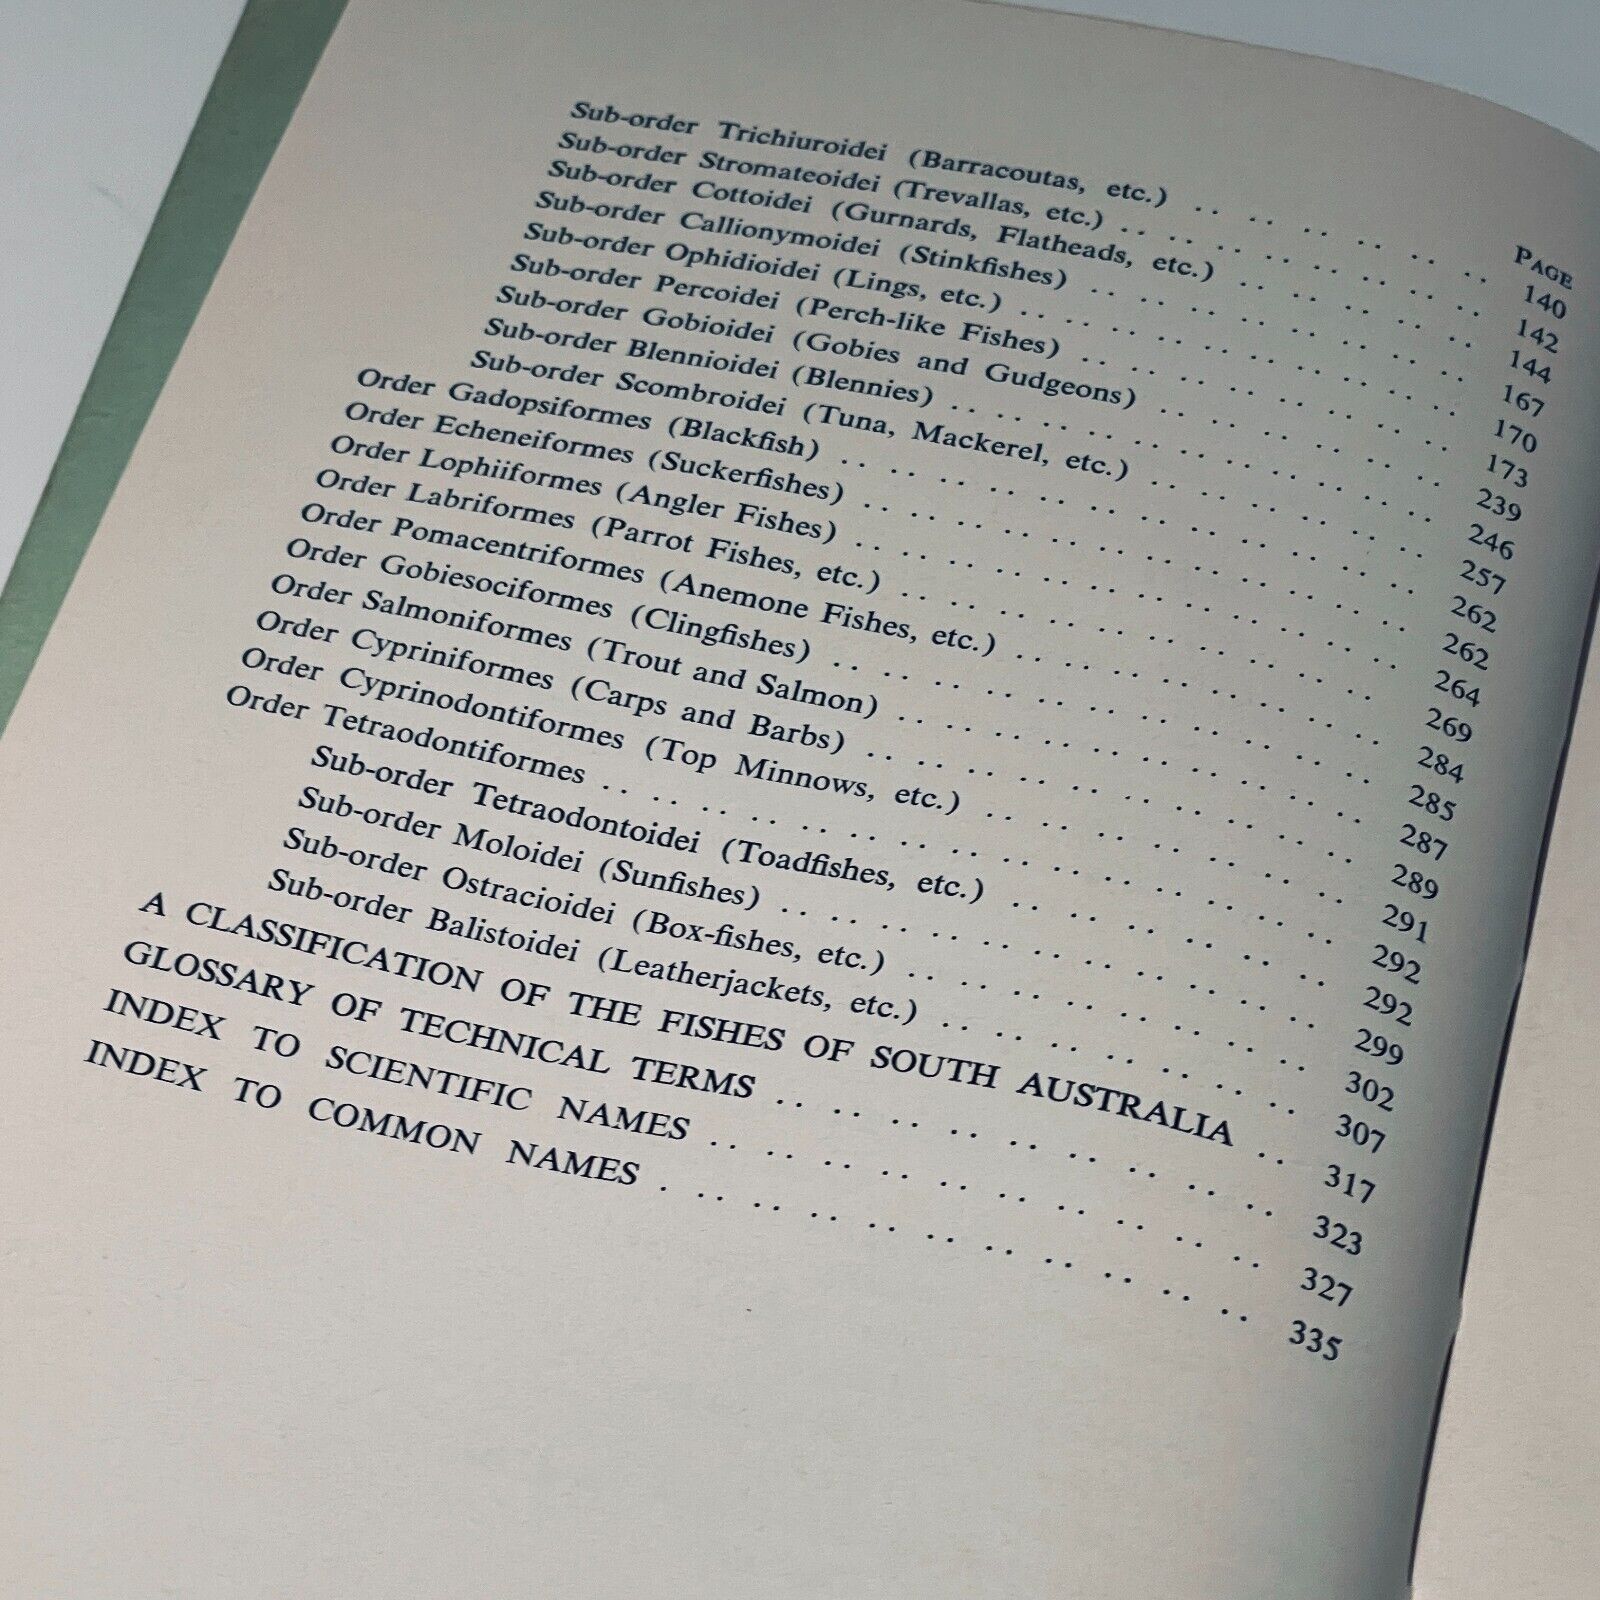 PAGE
Sub-order Trichiuroidei (Barracoutas, etc.) .. .. .. .. .. .. 140
Sub-order Stromateoidei (Trevallas, etc.) .. .. .. .. .. .. .. 142
Sub-order Cottoidei (Gurnards, Flatheads, etc.) .. .. .. .. .. 144
Sub-order Callionymoidei (Stinkfishes) .. .. .. .. .. .. .. 167
Sub-order Ophidioidei (Lings, etc.) .. .. .. .. .. .. .. .. 170
Sub-order Percoidei (Perch-like Fishes) .. .. .. .. .. .. .. 173
Sub-order Gobioidei (Gobies and Gudgeons) .. .. .. .. .. .. 239
Sub-order Blennioidei (Blennies) .. .. .. .. .. .. .. .. .. 246
Sub-order Scombroidei (Tuna, Mackerel, etc.) .. .. .. .. .. .. 257
Order Gadopsiformes (Blackfish) .. .. .. .. .. .. .. .. .. .. .. 262
Order Echeneiformes (Suckerfishes) .. .. .. .. .. .. .. .. .. .. 262
Order Lophiiformes (Angler Fishes) .. .. .. .. .. .. .. .. .. .. 264
Order Labriformes (Parrot Fishes, etc.) .. .. .. .. .. .. .. .. .. 269
Order Pomacentriformes (Anemone Fishes, etc.) .. .. .. .. .. .. .. 284
Order Gobiesociformes (Clingfishes) .. .. .. .. .. .. .. .. .. .. 285
Order Salmoniformes (Trout and Salmon) .. .. .. .. .. .. .. .. .. 287
Order Cypriniformes (Carps and Barbs) .. .. .. .. .. .. .. .. .. 289
Order Cyprinodontiformes (Top Minnows, etc.) .. .. .. .. .. .. .. 291
Order Tetraodontiformes .. .. .. .. .. .. .. .. .. .. .. .. .. 292
Sub-order Tetraodontoidei (Toadfishes, etc.) .. .. .. .. .. .. 292
Sub-order Moloidei (Sunfishes) .. .. .. .. .. .. .. .. .. .. 299
Sub-order Ostracioidei (Box-fishes, etc.) .. .. .. .. .. .. .. 302
Sub-order Balistoidei (Leatherjackets, etc.) .. .. .. .. .. .. 307
A CLASSIFICATION OF THE FISHES OF SOUTH AUSTRALIA .. 317
GLOSSARY OF TECHNICAL TERMS .. .. .. .. .. .. .. .. .. 323
INDEX TO SCIENTIFIC NAMES .. .. .. .. .. .. .. .. .. .. 327
INDEX TO COMMON NAMES . .. .. .. .. .. .. .. .. .. .. 335